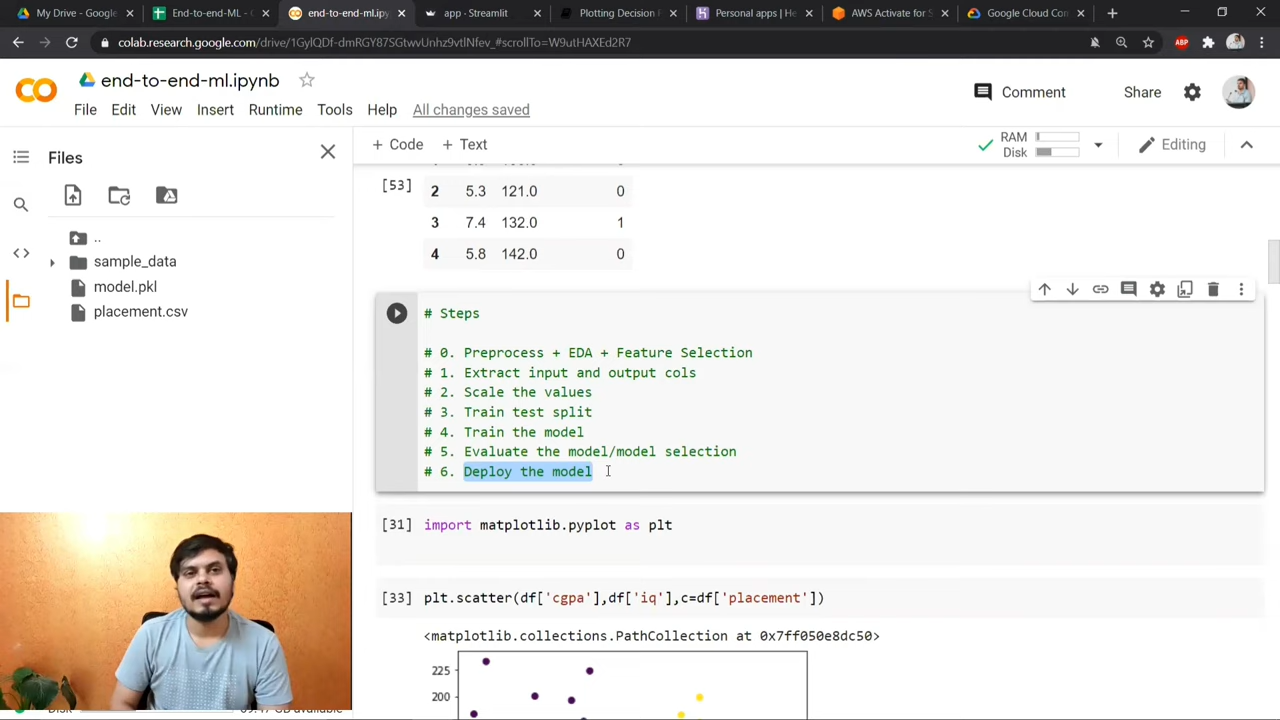 My Drive - Google
End-to-end-ML - G
end-to-end-ml.ipy
app · Streamlit
Plotting Decision
Personal apps | He
AWS Activate for S
Google Cloud Com
colab.research.google.com/drive/1GylQDf-dmRGY87SGtwvUnhz9vtlNfev_#scrollTo=W9utHAXEd2R7
ABP
end-to-end-ml.ipynb
Comment
Share
File Edit View Insert Runtime Tools Help All changes saved
Files
+ Code + Text
RAM
Disk
Editing
..
sample_data
model.pkl
placement.csv
[53]
2 5.3 121.0 0
3 7.4 132.0 1
4 5.8 142.0 0
# Steps
# 0. Preprocess + EDA + Feature Selection
# 1. Extract input and output cols
# 2. Scale the values
# 3. Train test split
# 4. Train the model
# 5. Evaluate the model/model selection
# 6. Deploy the model
[31] import matplotlib.pyplot as plt
[33] plt.scatter(df['cgpa'],df['iq'],c=df['placement'])
<matplotlib.collections.PathCollection at 0x7ff050e8dc50>
225
200